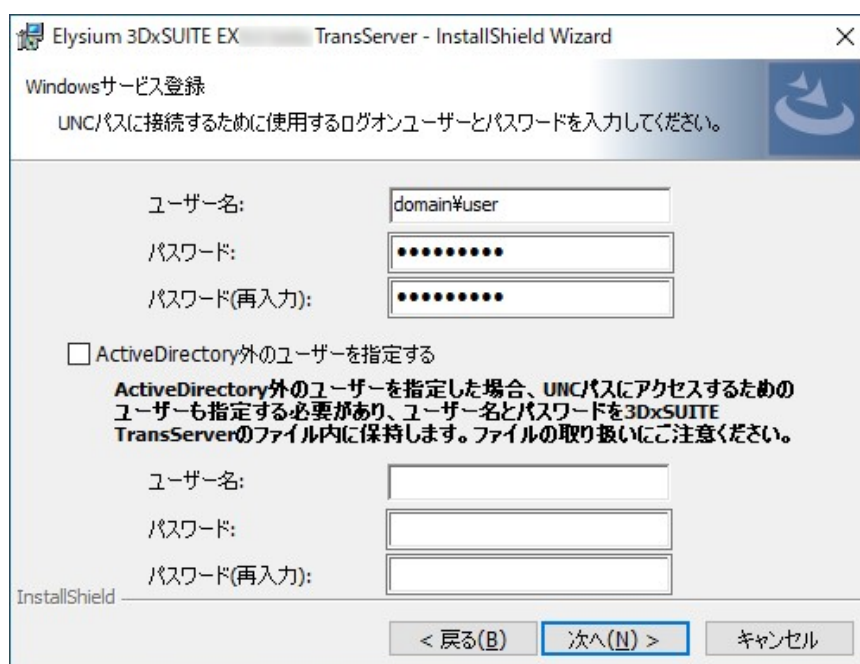 Elysium 3DxSUITE EX TransServer - InstallShield Wizard
Windowsサービス登録
UNCパスに接続するために使用するログオンユーザーとパスワードを入力してください。
ユーザー名:
domain¥user
パスワード:
●●●●●●●●●
パスワード(再入力):
●●●●●●●●●
ActiveDirectory外のユーザーを指定する
ActiveDirectory外のユーザーを指定した場合、UNCパスにアクセスするための
ユーザーも指定する必要があり、ユーザー名とパスワードを3DxSUITE
TransServerのファイル内に保持します。ファイルの取り扱いにご注意ください。
ユーザー名:
パスワード:
パスワード(再入力):
InstallShield
< 戻る(B)
次へ(N) >
キャンセル